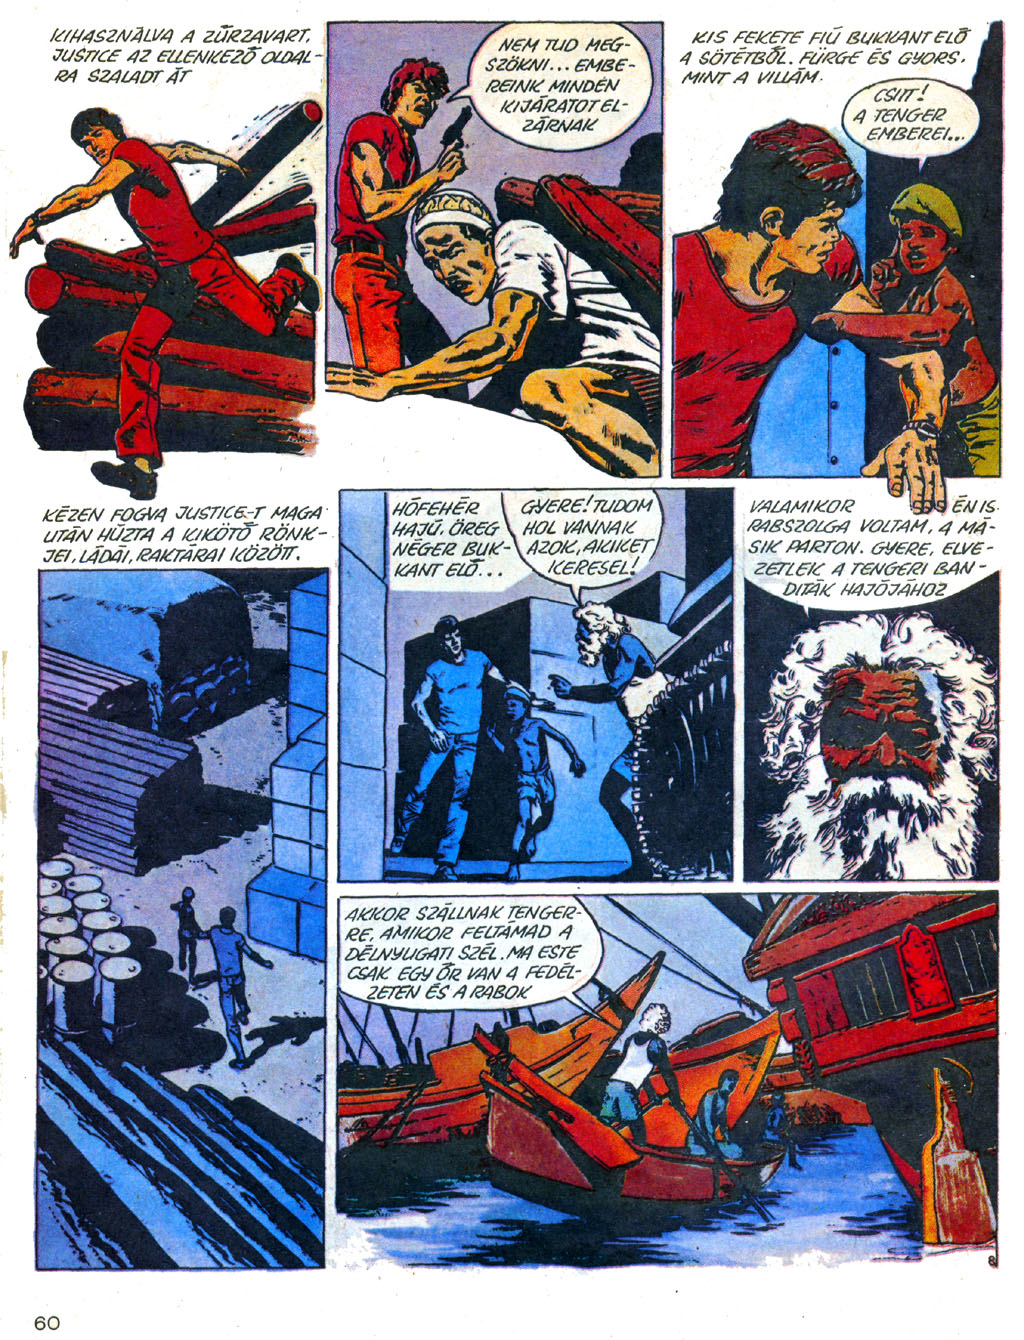 KIHASZNÁLVA A ZŰRZAVART,
JUSTICE AZ ELLENKEZŐ OLDAL-
RA SZALADT ÁT
NEM TUD MEG-
SZÖKNI... EMBE-
REINK MINDEN
KIJÁRATOT EL-
ZÁRNAK
KIS FEKETE FIÚ BUKKANT ELŐ
A SÖTÉTBŐL. FÜRGE ÉS GYORS,
MINT A VILLÁM.
CSITT!
A TENGER
EMBEREI...
KÉZEN FOGVA JUSTICE-T MAGA
UTÁN HÚZTA A KIKÖTŐ RÖNK-
JEI, LÁDÁI, RAKTÁRAI KÖZÖTT.
HÓFEHÉR
HAJÚ, ÖREG
NÉGER BUK-
KANT ELŐ...
GYERE! TUDOM
HOL VANNAK
AZOK, AKIKET
KERESEL!
VALAMIKOR ÉN IS
RABSZOLGA VOLTAM, A MÁ-
SIK PARTON. GYERE, ELVE-
ZETLEK A TENGERI BAN-
DITÁK HAJÓJÁHOZ
AKKOR SZÁLLNAK TENGER-
RE, AMIKOR FELTÁMAD A
DÉLNYUGATI SZÉL. MA ESTE
CSAK EGY ŐR VAN A FEDÉL-
ZETEN ÉS A RABOK
8
60